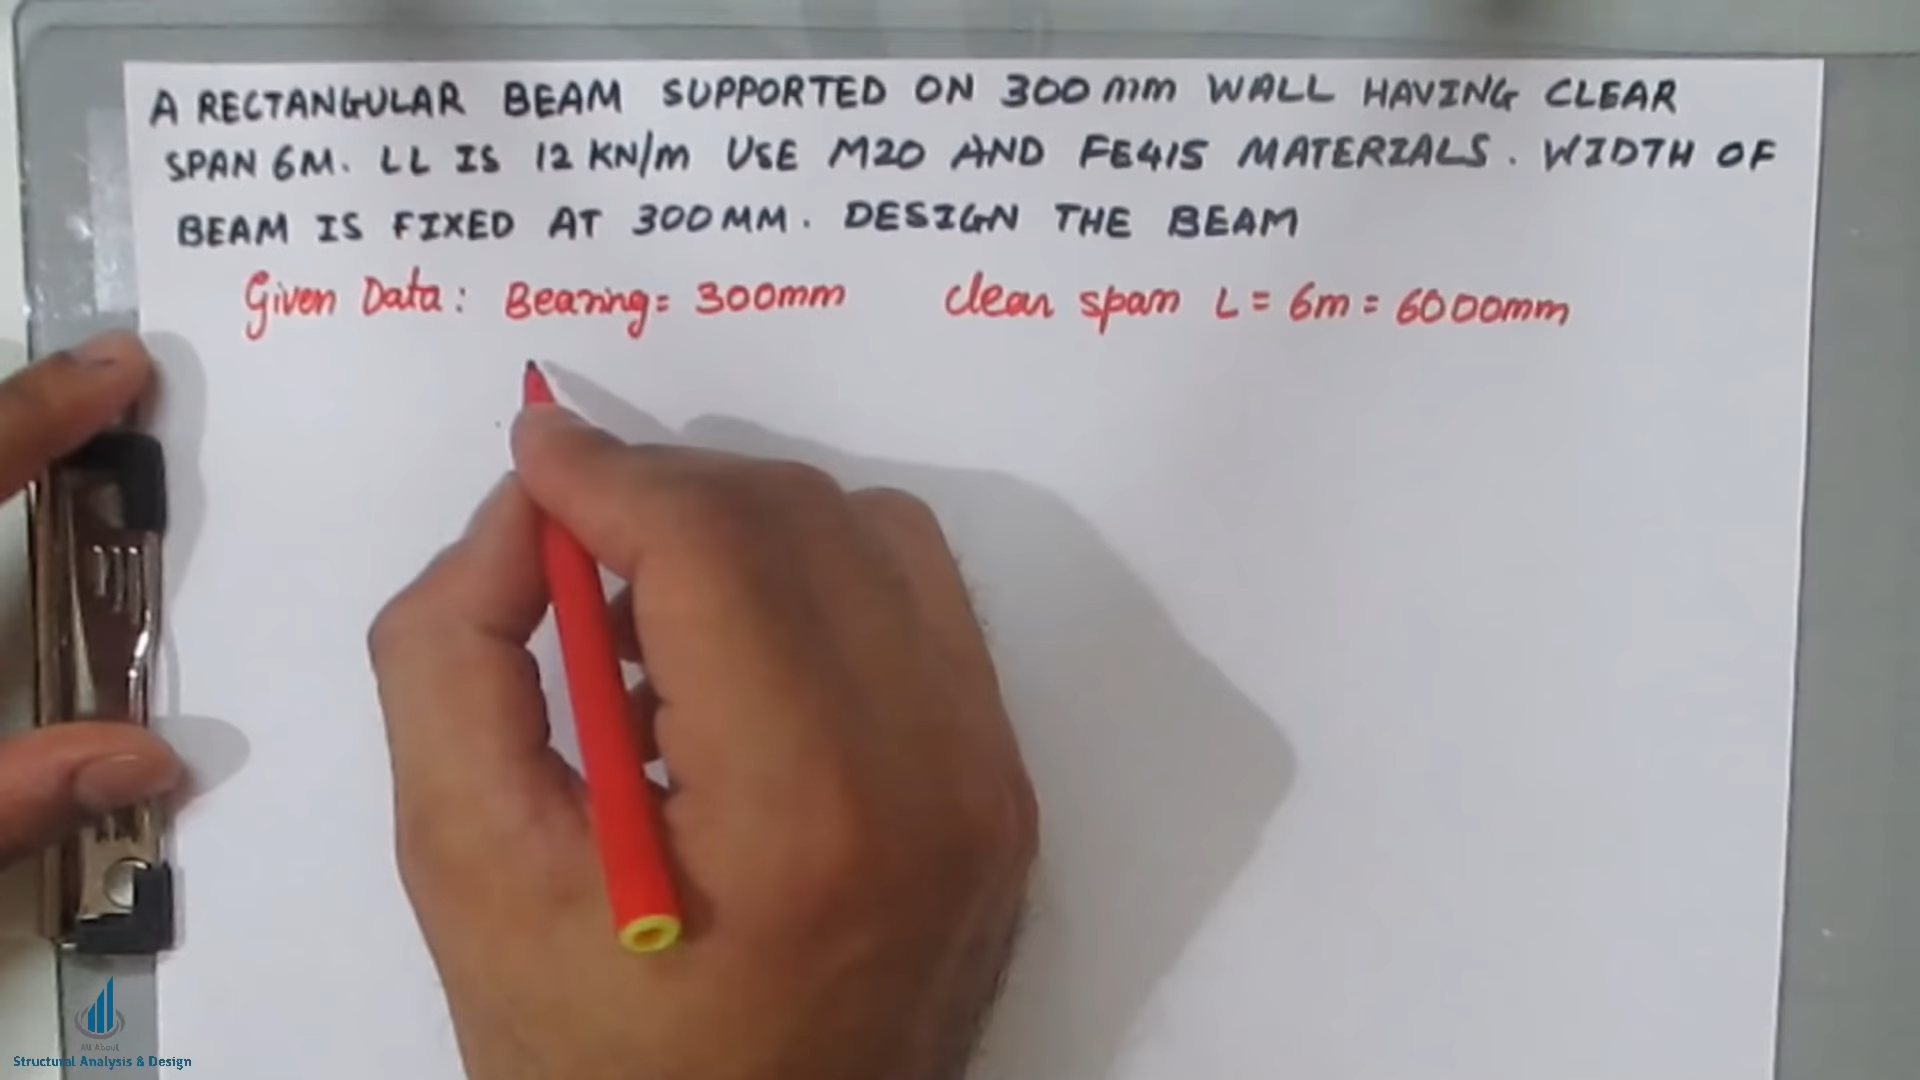 A RECTANGULAR BEAM SUPPORTED ON 300 mm WALL HAVING CLEAR
SPAN 6M. LL IS 12 KN/m USE M20 AND FE415 MATERIALS. WIDTH OF
BEAM IS FIXED AT 300 MM. DESIGN THE BEAM
Given Data: Bearing = 300mm clear span L = 6m = 6000mm
All About
Structural Analysis & Design